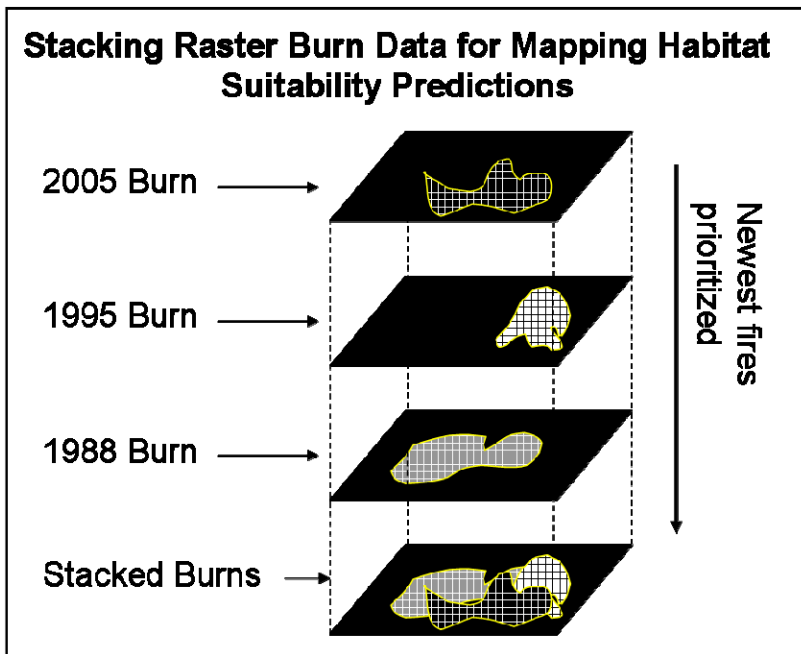 Stacking Raster Burn Data for Mapping Habitat
Suitability Predictions
2005 Burn
1995 Burn
1988 Burn
Stacked Burns
Newest fires
prioritized